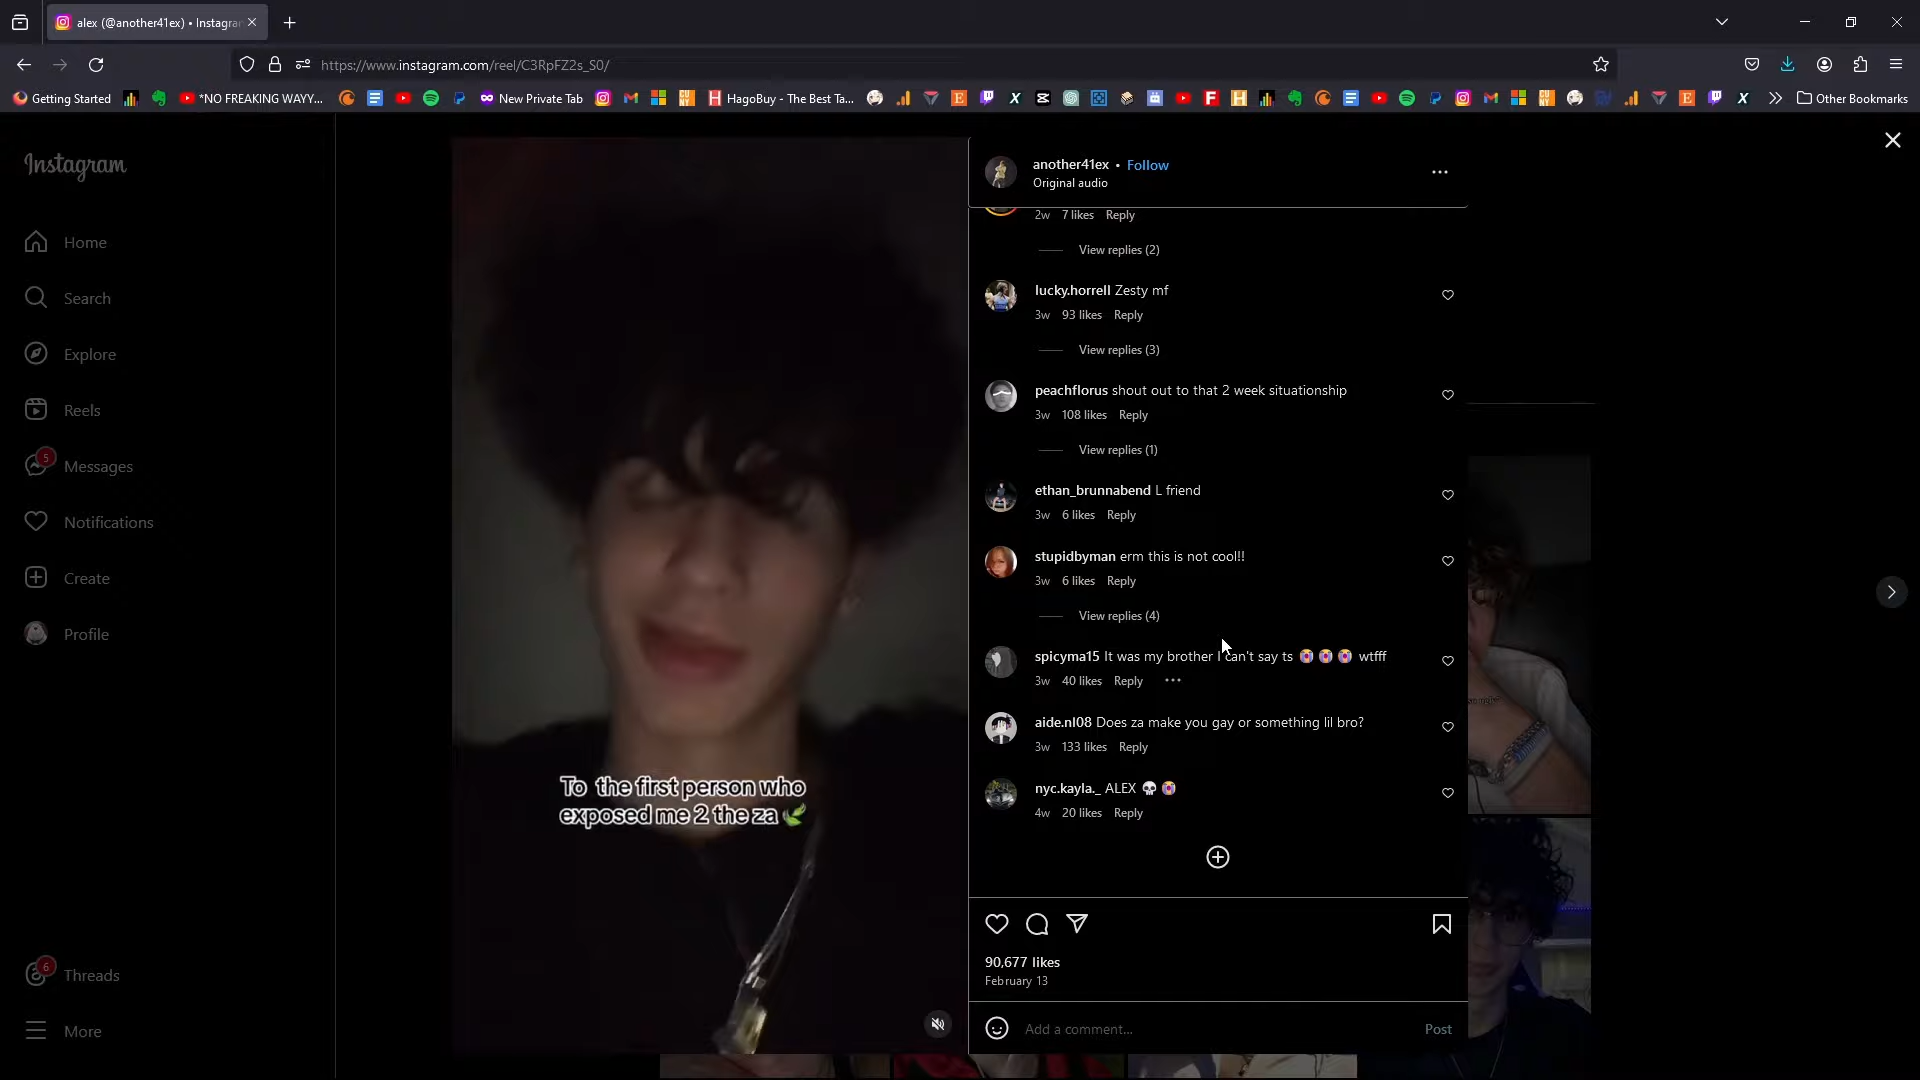 alex (@another41ex) • Instagra
https://www.instagram.com/reel/C3RpFZ2s_S0/
Getting Started
*NO FREAKING WAYY...
New Private Tab
HagoBuy - The Best Ta...
Other Bookmarks
Instagram
Home
Search
Explore
Reels
5
Messages
Notifications
Create
Profile
6
Threads
More
To the first person who
exposed me 2 the za
another41ex • Follow
Original audio
2w 7 likes Reply
View replies (2)
lucky.horrell Zesty mf
3w 93 likes Reply
View replies (3)
peachflorus shout out to that 2 week situationship
3w 108 likes Reply
View replies (1)
ethan_brunnabend L friend
3w 6 likes Reply
stupidbyman erm this is not cool!!
3w 6 likes Reply
View replies (4)
spicyma15 It was my brother I can't say ts 😭😭😭 wtfff
3w 40 likes Reply
aide.nl08 Does za make you gay or something lil bro?
3w 133 likes Reply
nyc.kayla._ ALEX 💀😭
4w 20 likes Reply
90,677 likes
February 13
Add a comment...
Post